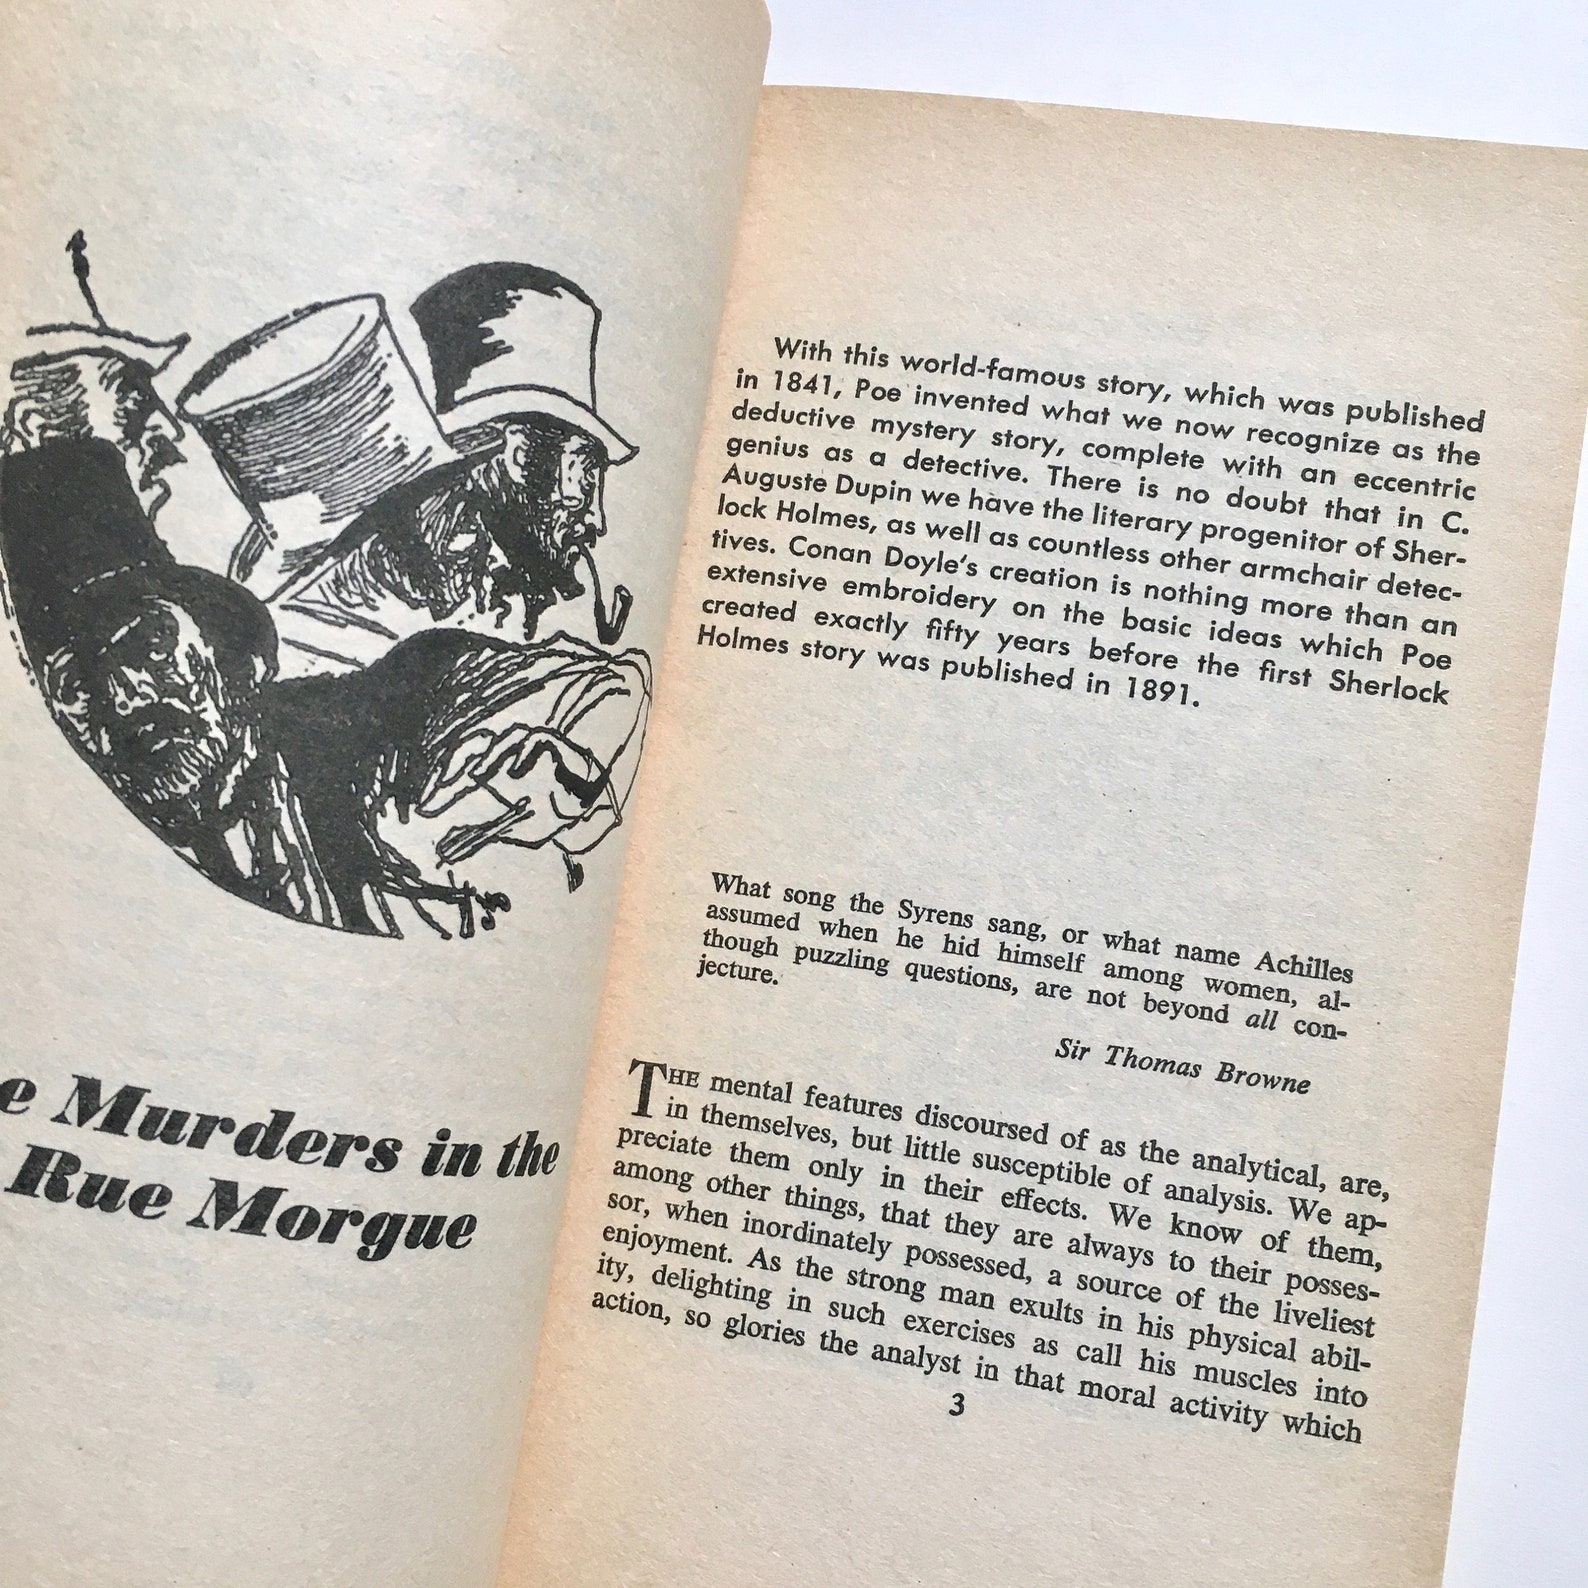 e Murders in the
Rue Morgue
With this world-famous story, which was published
in 1841, Poe invented what we now recognize as the
deductive mystery story, complete with an eccentric
genius as a detective. There is no doubt that in C.
Auguste Dupin we have the literary progenitor of Sher-
lock Holmes, as well as countless other armchair detec-
tives. Conan Doyle's creation is nothing more than an
extensive embroidery on the basic ideas which Poe
created exactly fifty years before the first Sherlock
Holmes story was published in 1891.
What song the Syrens sang, or what name Achilles
assumed when he hid himself among women, al-
though puzzling questions, are not beyond all con-
jecture.
Sir Thomas Browne
THE mental features discoursed of as the analytical, are,
in themselves, but little susceptible of analysis. We ap-
preciate them only in their effects. We know of them,
among other things, that they are always to their posses-
sor, when inordinately possessed, a source of the liveliest
enjoyment. As the strong man exults in his physical abil-
ity, delighting in such exercises as call his muscles into
action, so glories the analyst in that moral activity which
3